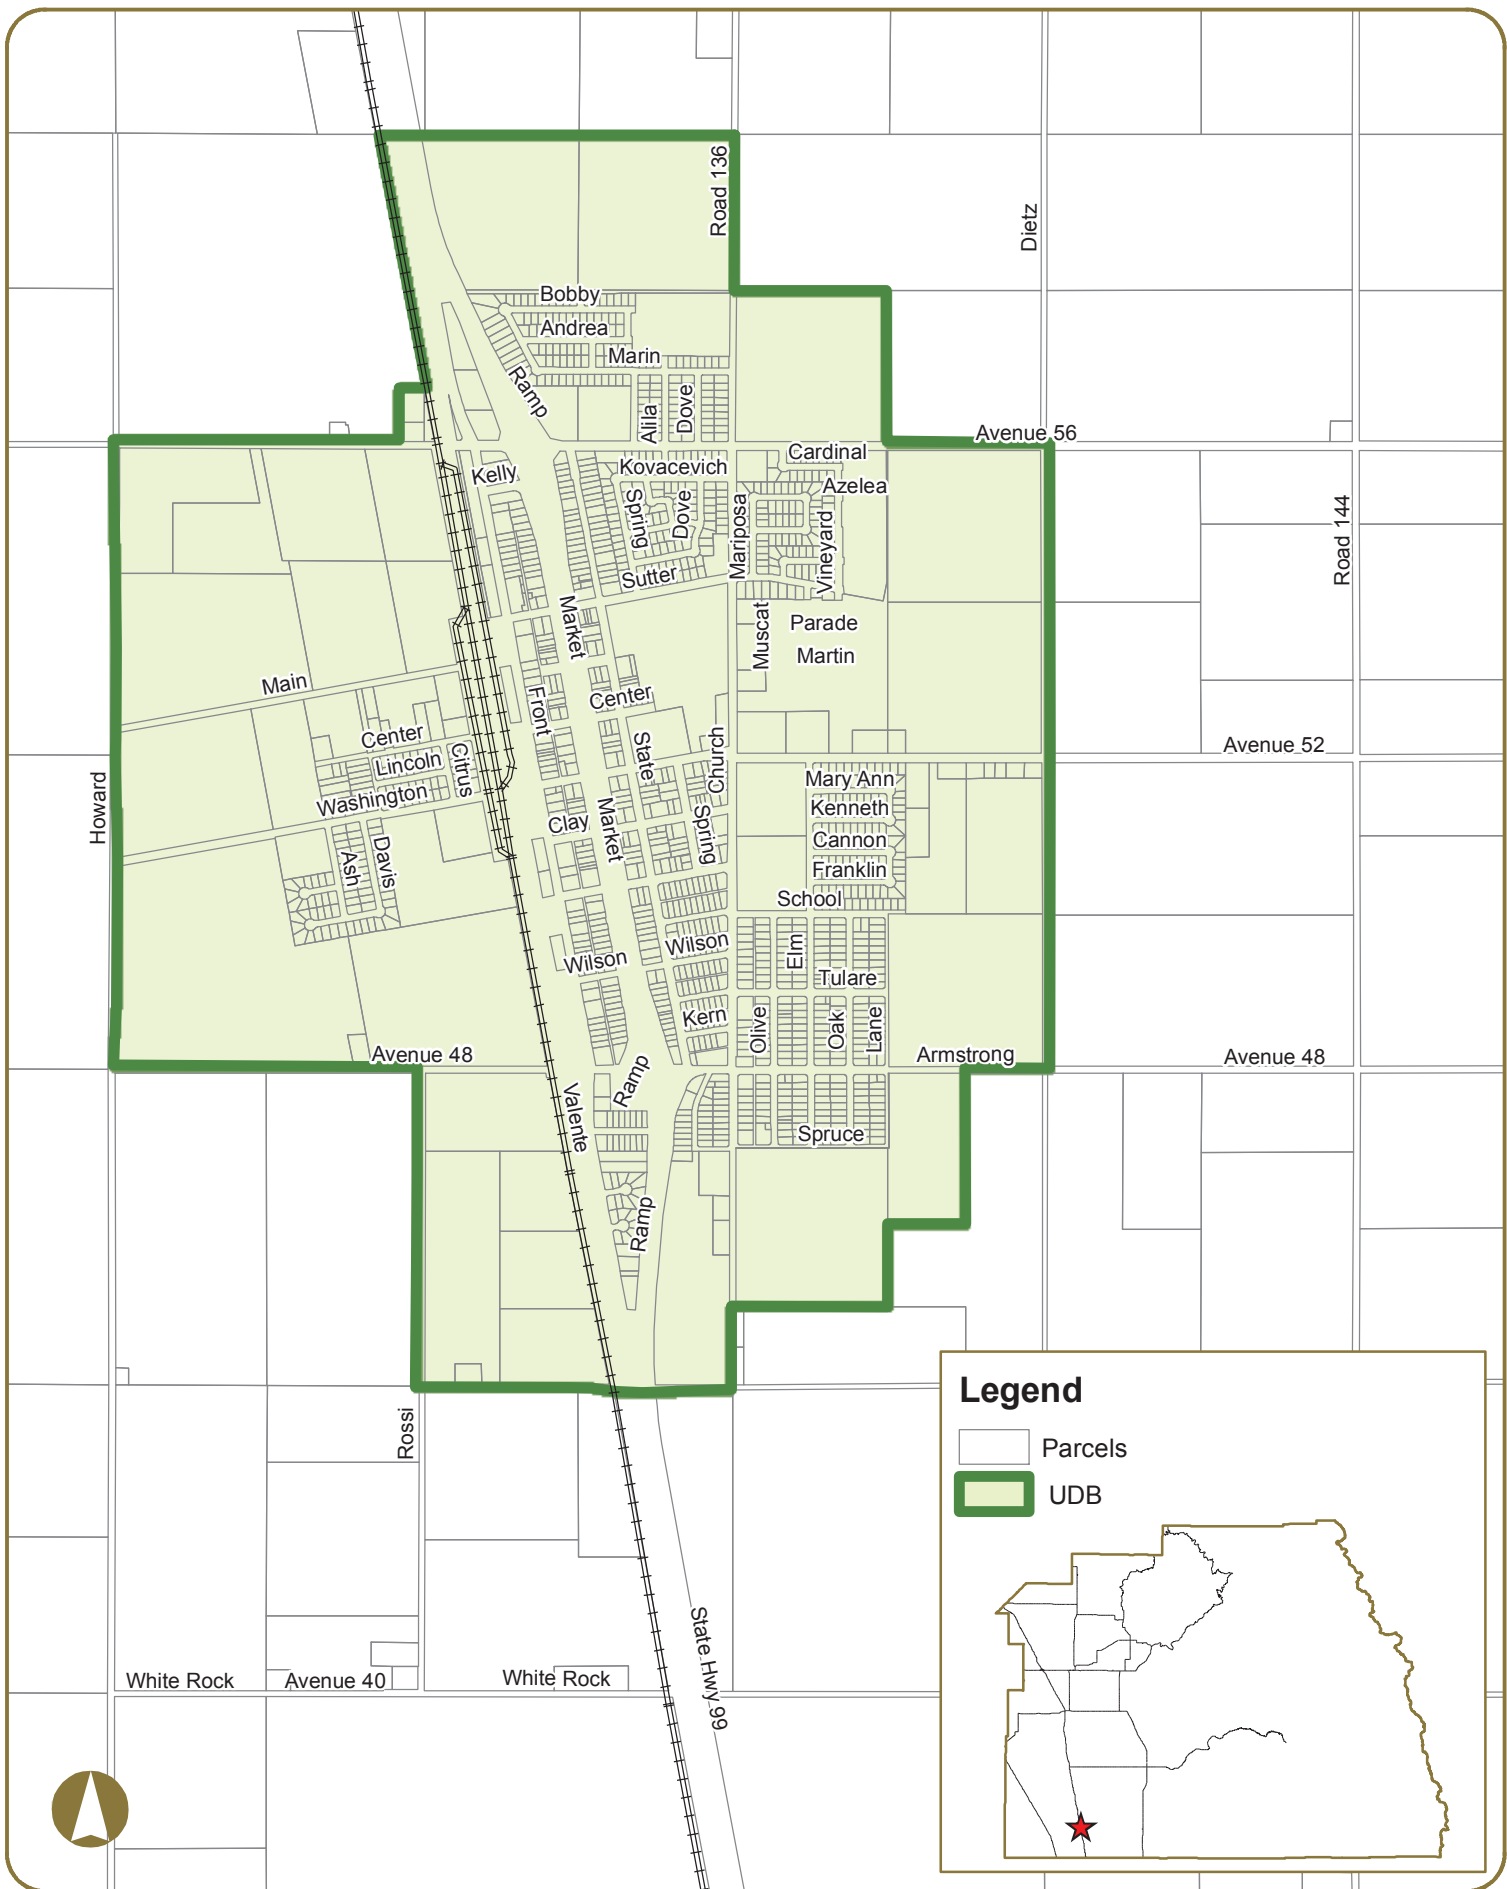 Road 136
Dietz
Bobby
Andrea
Marin
Ramp
Alila
Dove
Avenue 56
Cardinal
Kovacevich
Kelly
Azelea
Spring
Dove
Mariposa
Vineyard
Road 144
Sutter
Market
Muscat
Parade
Martin
Main
Front
Center
Center
State
Church
Avenue 52
Lincoln
Citrus
Howard
Washington
Mary Ann
Kenneth
Clay
Market
Spring
Cannon
Davis
Ash
Franklin
School
Wilson
Elm
Wilson
Tulare
Kern
Olive
Oak
Lane
Avenue 48
Armstrong
Avenue 48
Ramp
Valente
Spruce
Ramp
Rossi
Legend
Parcels
UDB
State Hwy 99
White Rock
Avenue 40
White Rock